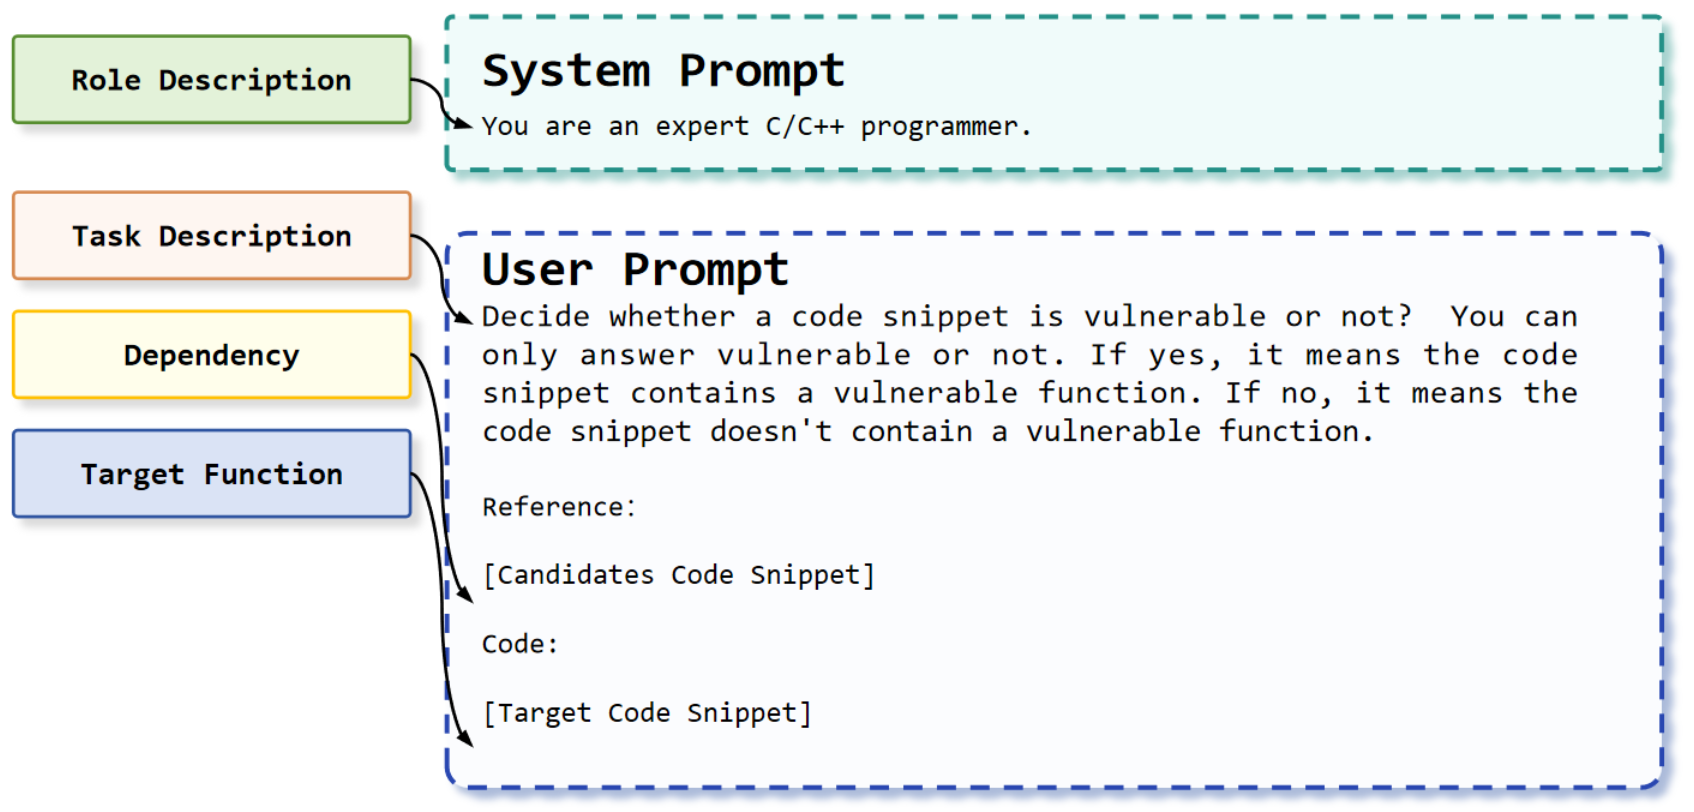 Role Description
System Prompt
You are an expert C/C++ programmer.
Task Description
User Prompt
Decide whether a code snippet is vulnerable or not?  You can
only answer vulnerable or not. If yes, it means the code
snippet contains a vulnerable function. If no, it means the
code snippet doesn't contain a vulnerable function.
Dependency
Target Function
Reference:
[Candidates Code Snippet]
Code:
[Target Code Snippet]